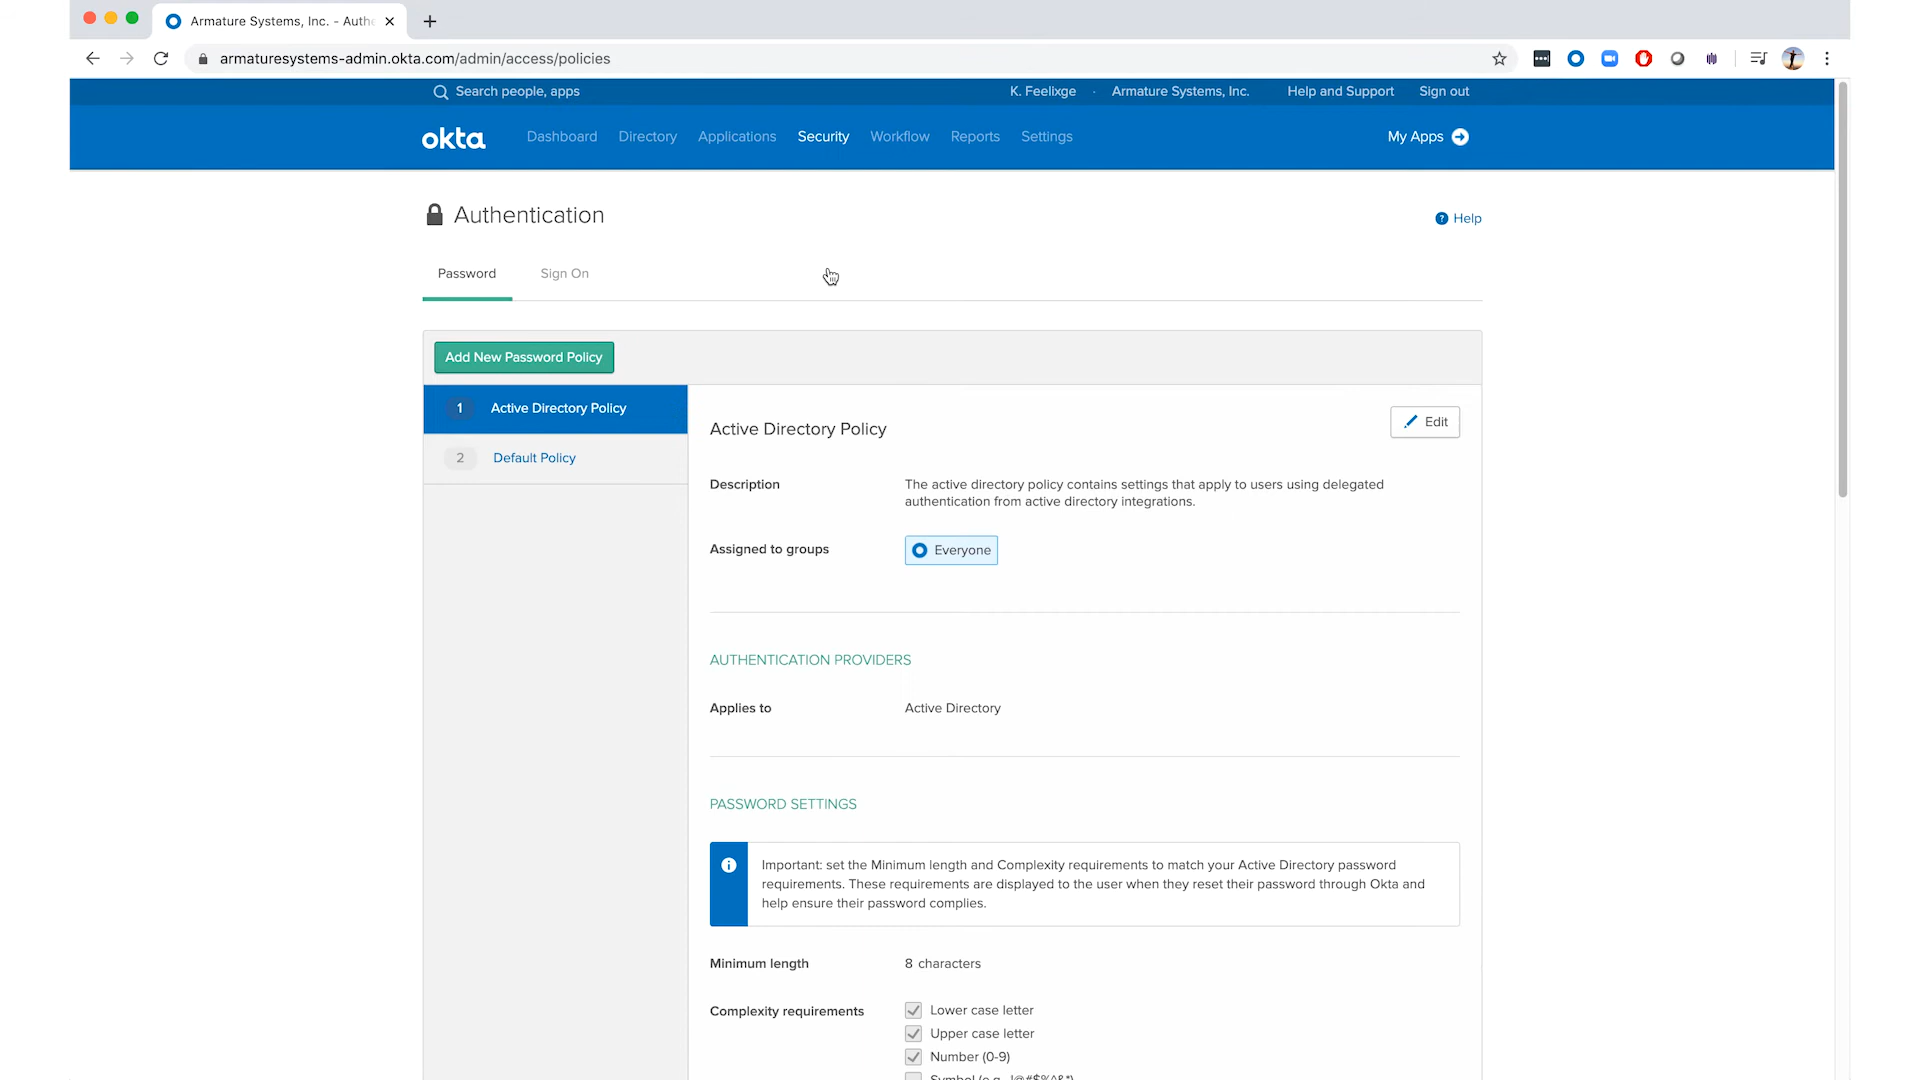 Armature Systems, Inc. - Authe
armaturesystems-admin.okta.com/admin/access/policies
Search people, apps
K. Feelixge · Armature Systems, Inc. Help and Support Sign out
okta Dashboard Directory Applications Security Workflow Reports Settings My Apps
Authentication
Help
Password Sign On
Add New Password Policy
1 Active Directory Policy
2 Default Policy
Active Directory Policy
Edit
Description The active directory policy contains settings that apply to users using delegated
authentication from active directory integrations.
Assigned to groups Everyone
AUTHENTICATION PROVIDERS
Applies to Active Directory
PASSWORD SETTINGS
Important: set the Minimum length and Complexity requirements to match your Active Directory password
requirements. These requirements are displayed to the user when they reset their password through Okta and
help ensure their password complies.
Minimum length 8 characters
Complexity requirements Lower case letter
Upper case letter
Number (0-9)
Symbol (e.g., !@#$%^&*)